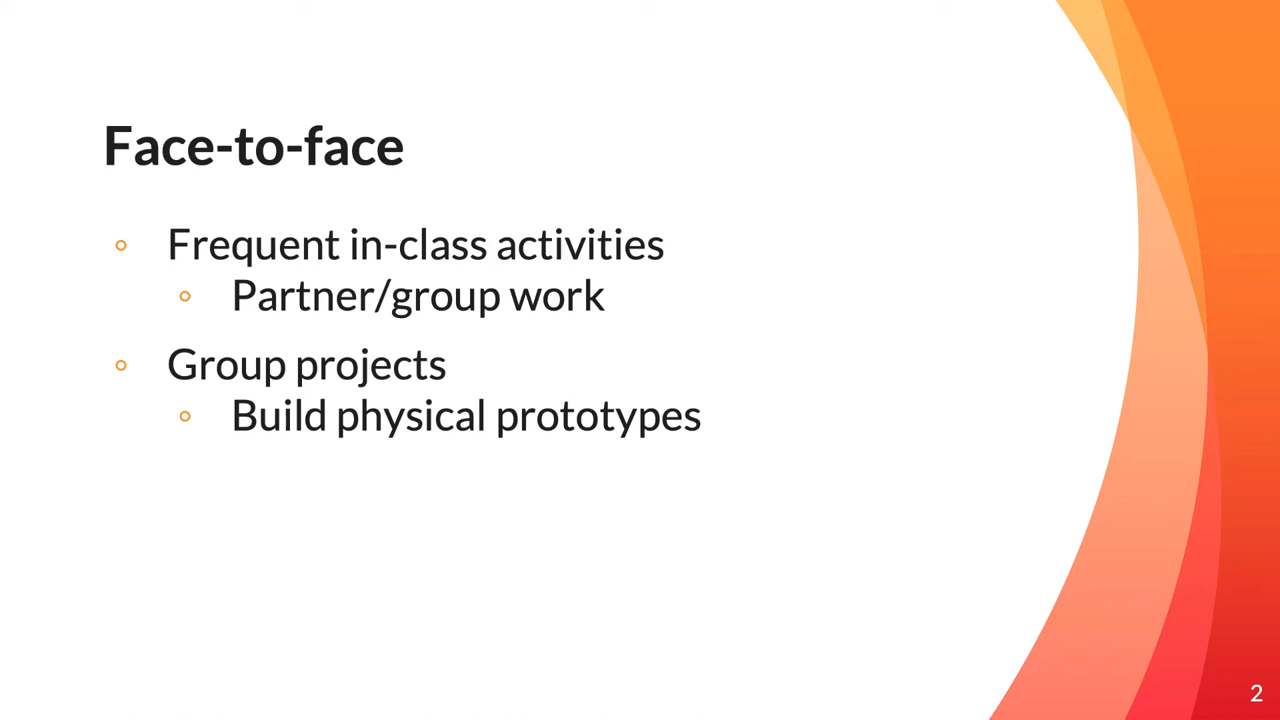 Face-to-face
◦ Frequent in-class activities
◦ Partner/group work
◦ Group projects
◦ Build physical prototypes
2